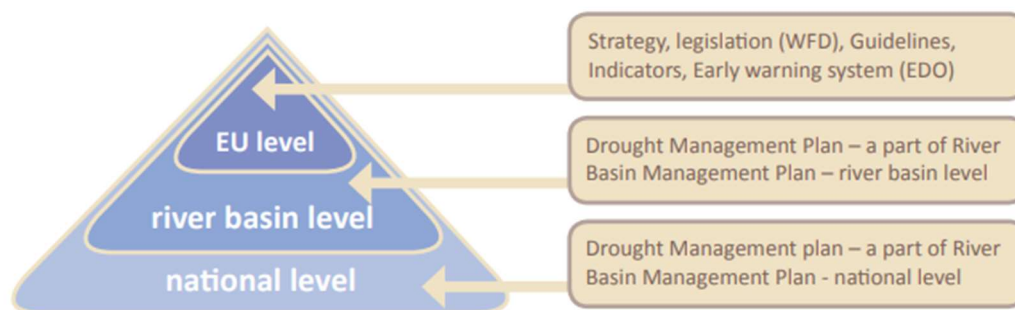 Strategy, legislation (WFD), Guidelines,
Indicators, Early warning system (EDO)
EU level
Drought Management Plan – a part of River
Basin Management Plan – river basin level
river basin level
Drought Management plan – a part of River
Basin Management Plan - national level
national level